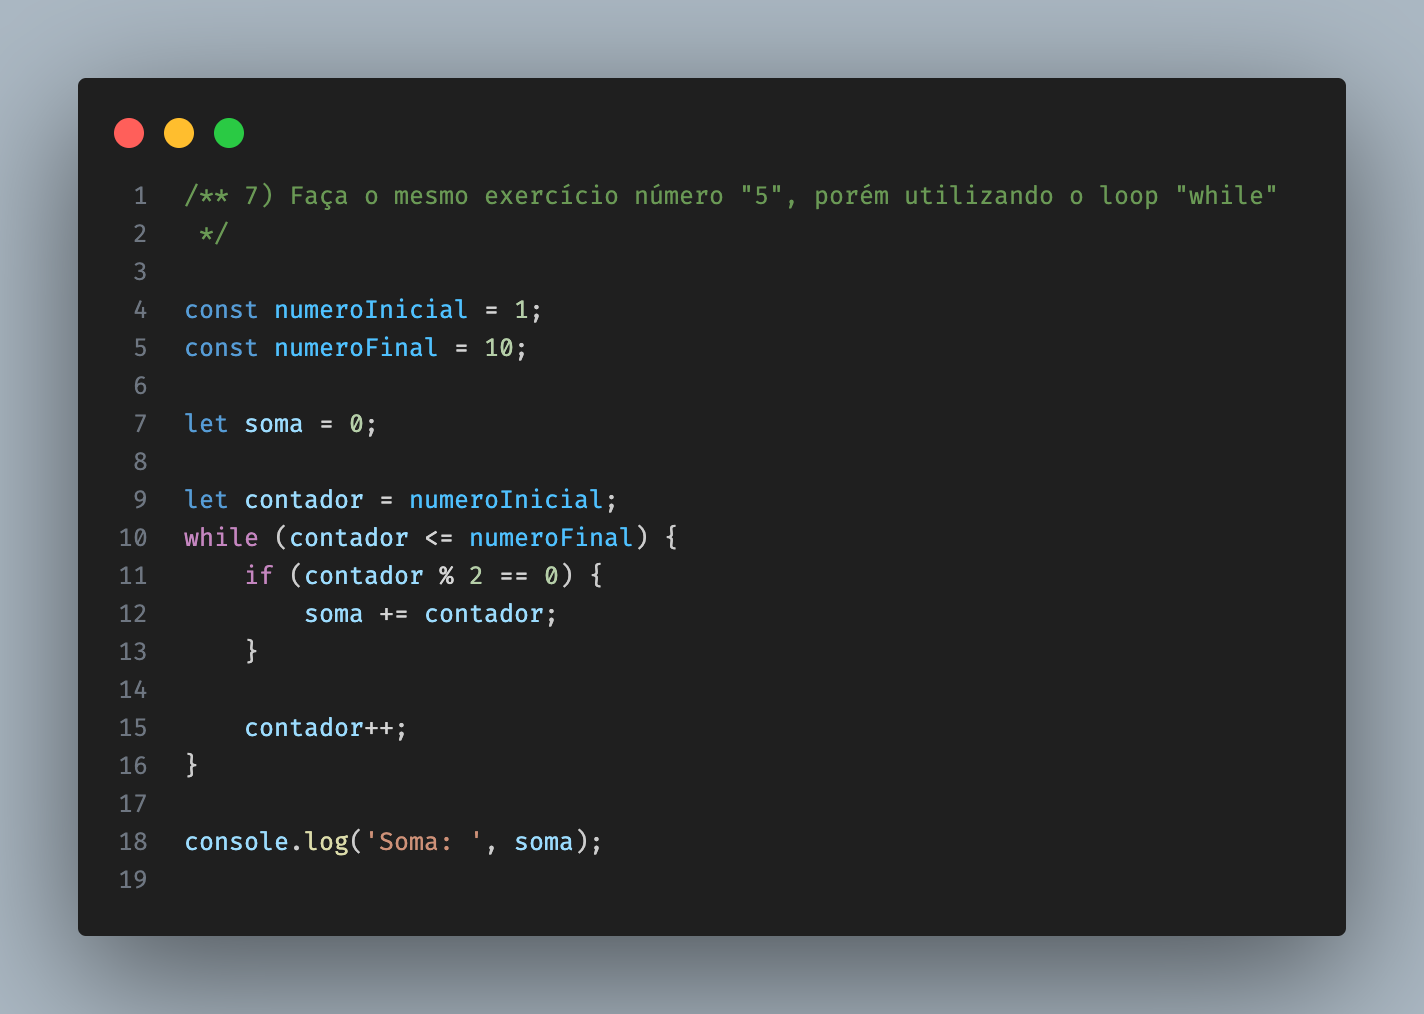 1 /** 7) Faça o mesmo exercício número "5", porém utilizando o loop "while"
2  */
3
4 const numeroInicial = 1;
5 const numeroFinal = 10;
6
7 let soma = 0;
8
9 let contador = numeroInicial;
10 while (contador <= numeroFinal) {
11     if (contador % 2 == 0) {
12         soma += contador;
13     }
14
15     contador++;
16 }
17
18 console.log('Soma: ', soma);
19